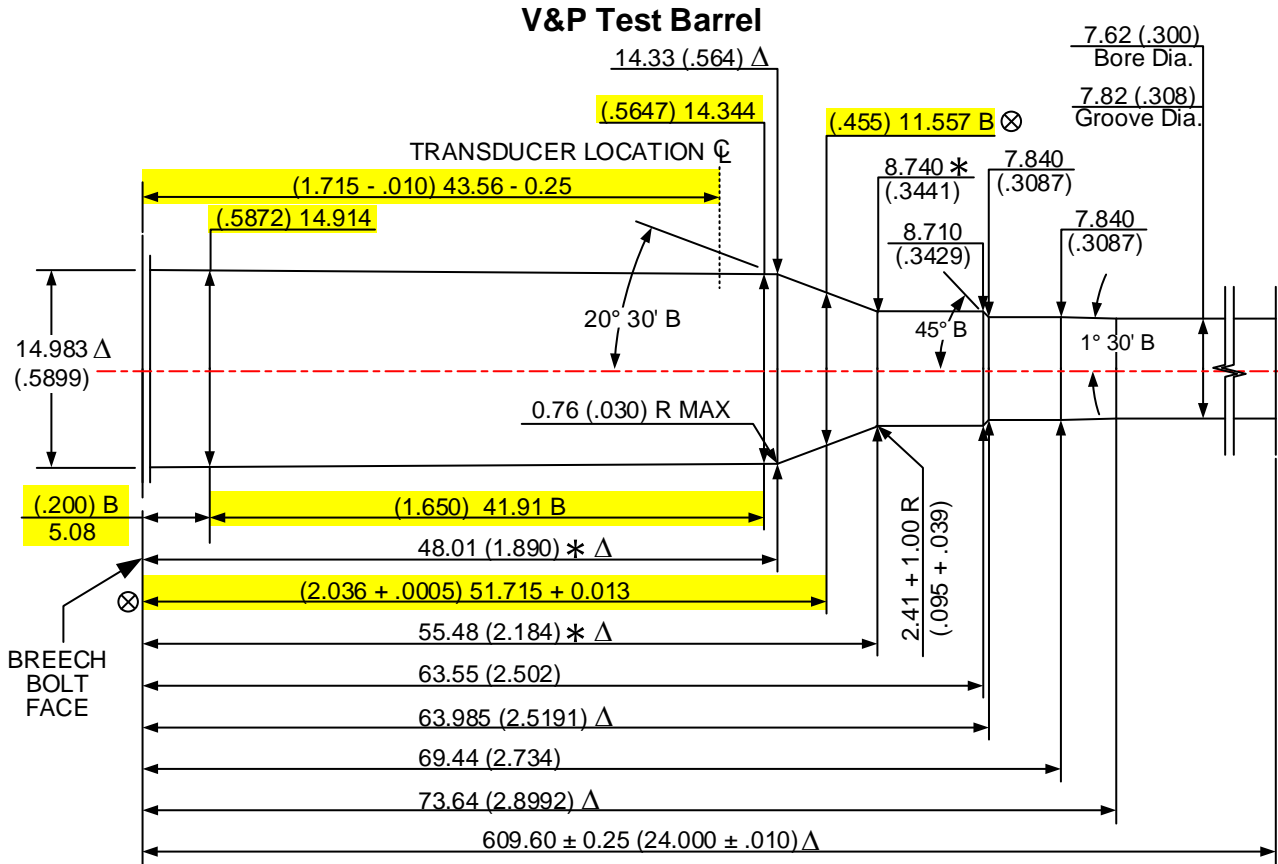 V&P Test Barrel
7.62 (.300)
Bore Dia.
14.33 (.564) Δ
7.82 (.308)
Groove Dia.
(.5647) 14.344
(.455) 11.557 B ⊗
TRANSDUCER LOCATION ℄
8.740 *
(.3441)
7.840
(.3087)
(1.715 - .010) 43.56 - 0.25
(.5872) 14.914
8.710
(.3429)
7.840
(.3087)
20° 30' B
45° B
1° 30' B
14.983 Δ
(.5899)
0.76 (.030) R MAX
(.200) B
5.08
(1.650) 41.91 B
48.01 (1.890) * Δ
2.41 + 1.00 R
(.095 + .039)
⊗
(2.036 + .0005) 51.715 + 0.013
55.48 (2.184) * Δ
BREECH
BOLT
FACE
63.55 (2.502)
63.985 (2.5191) Δ
69.44 (2.734)
73.64 (2.8992) Δ
609.60 ± 0.25 (24.000 ± .010) Δ